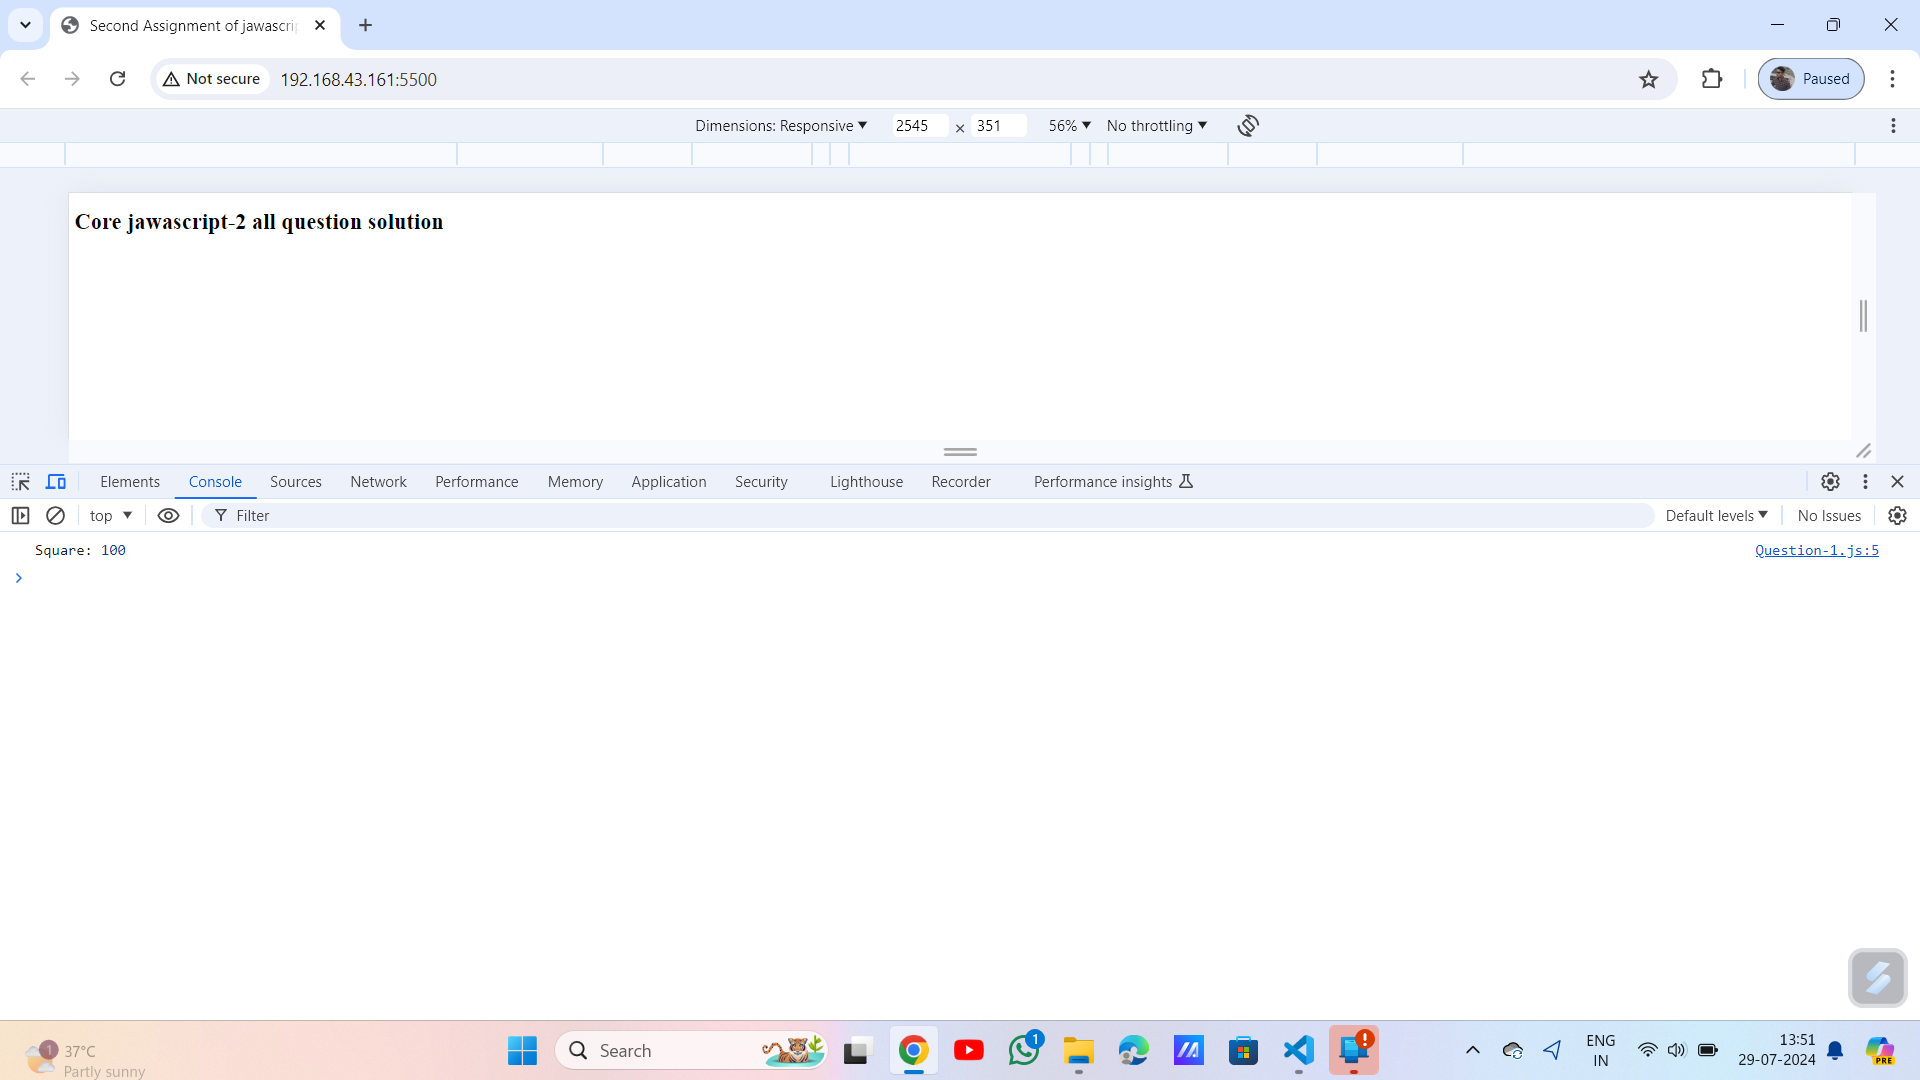 Second Assignment of jawascrip
Not secure
192.168.43.161:5500
Paused
Dimensions: Responsive
2545
×
351
56%
No throttling
Core jawascript-2 all question solution
Elements
Console
Sources
Network
Performance
Memory
Application
Security
Lighthouse
Recorder
Performance insights
top
Filter
Default levels
No Issues
Square: 100
Question-1.js:5
1
37°C
Partly sunny
Search
1
ENG
IN
13:51
29-07-2024
PRE